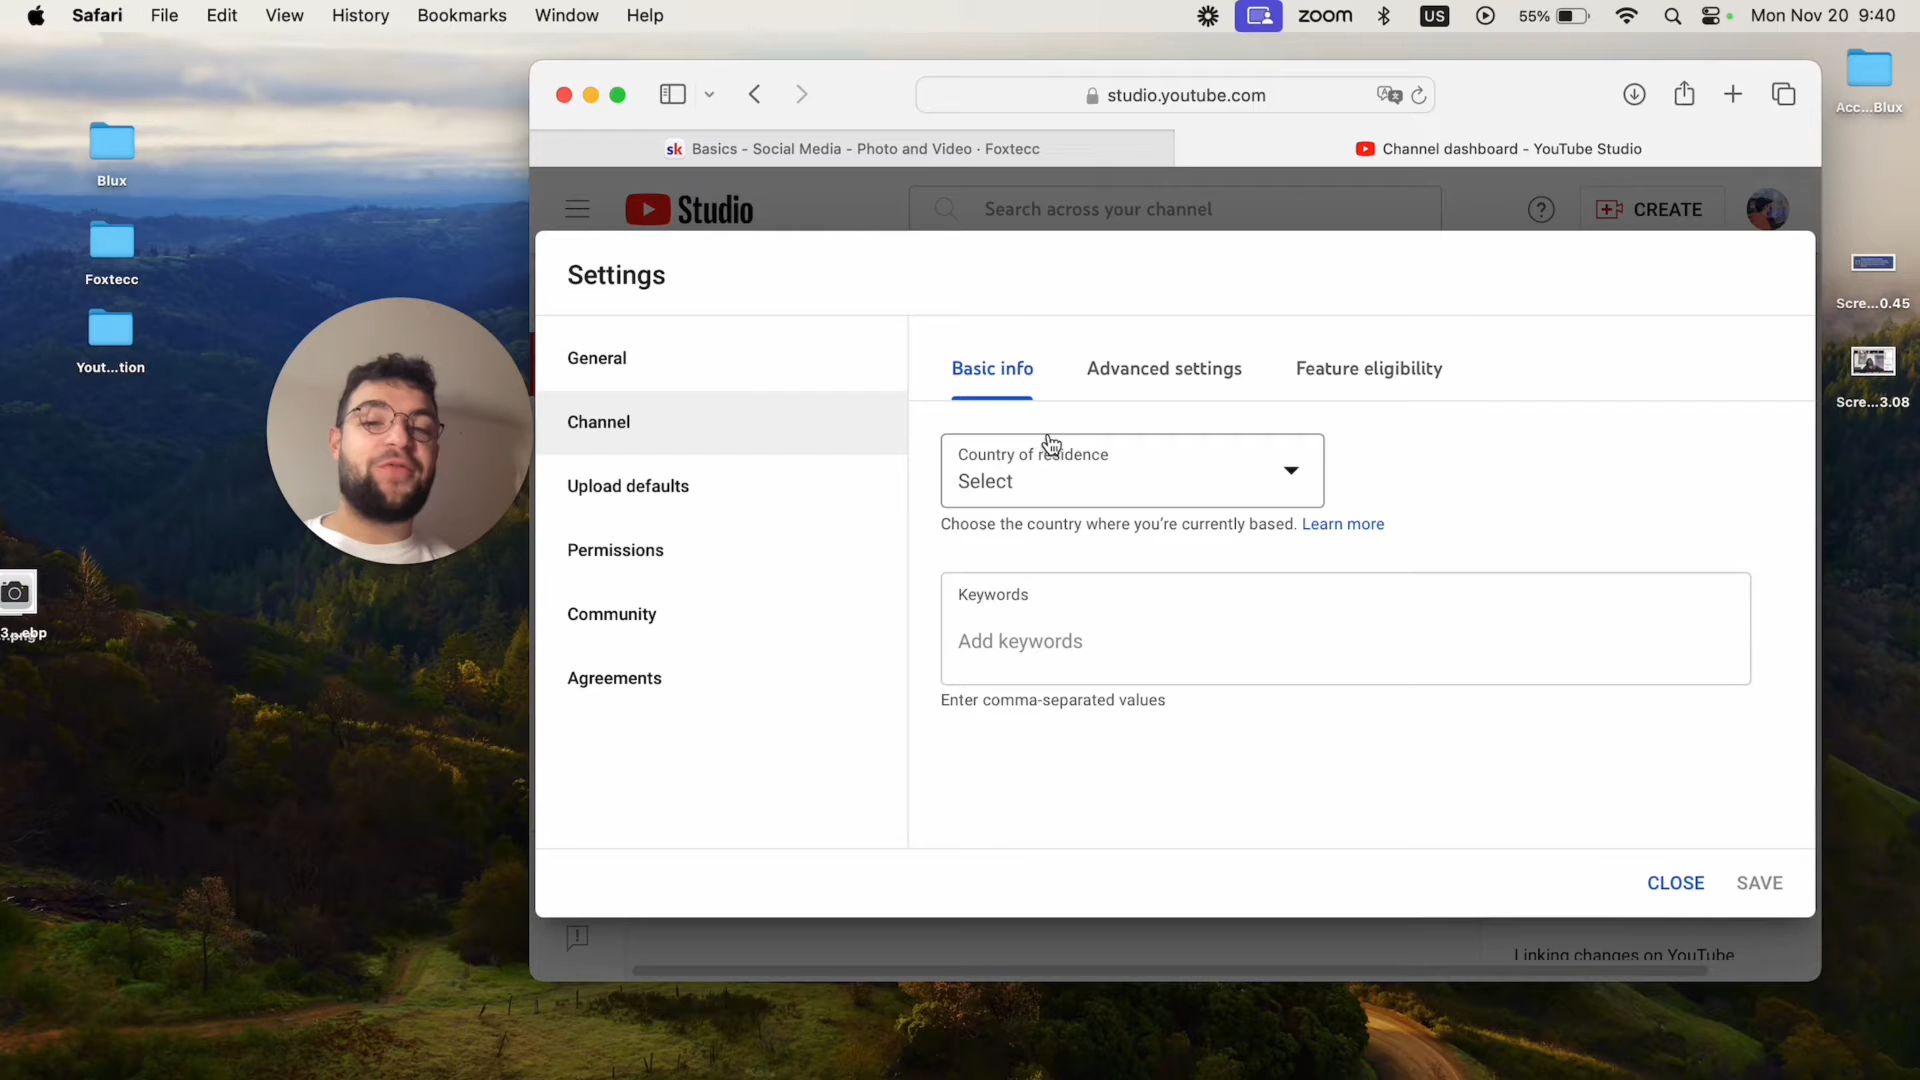 Safari File Edit View History Bookmarks Window Help
zoom US 55% Mon Nov 20 9:40
Blux
Foxtecc
Yout...tion
Acc...Blux
Scre...0.45
Scre...3.08
studio.youtube.com
sk Basics - Social Media - Photo and Video · Foxtecc
Channel dashboard - YouTube Studio
Studio
Search across your channel
CREATE
Settings
General
Channel
Upload defaults
Permissions
Community
Agreements
Basic info Advanced settings Feature eligibility
Country of residence
Select
Choose the country where you're currently based. Learn more
Keywords
Add keywords
Enter comma-separated values
CLOSE SAVE
Linking changes on YouTube